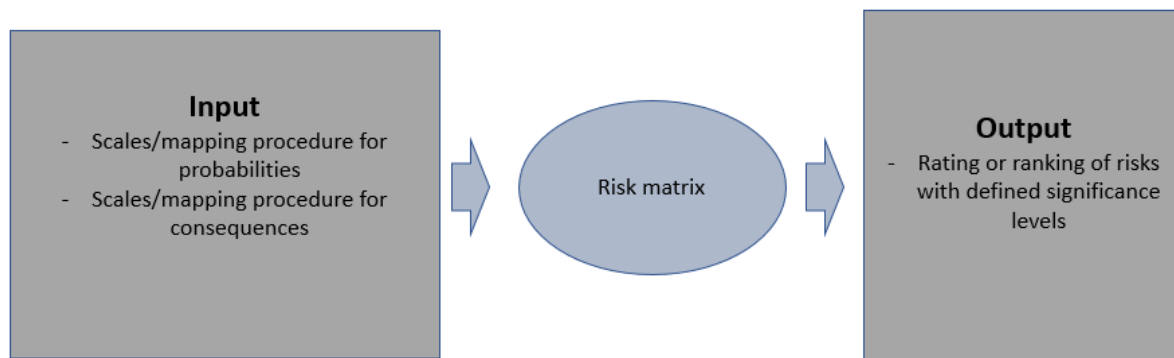 Input
- Scales/mapping procedure for
probabilities
- Scales/mapping procedure for
consequences
Risk matrix
Output
- Rating or ranking of risks
with defined significance
levels